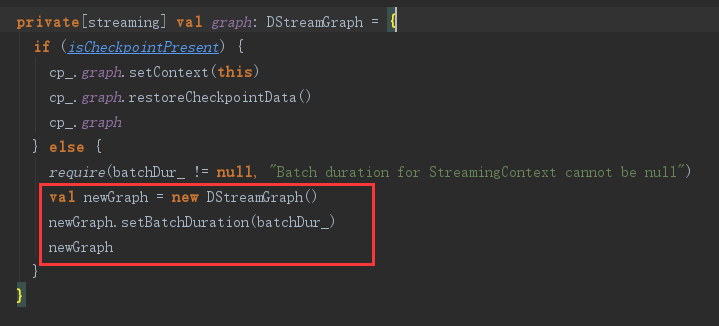 private[streaming] val graph: DStreamGraph = {
if (isCheckpointPresent) {
cp_.graph.setContext(this)
cp_.graph.restoreCheckpointData()
cp_.graph
} else {
require(batchDur_ != null, "Batch duration for StreamingContext cannot be null")
val newGraph = new DStreamGraph()
newGraph.setBatchDuration(batchDur_)
newGraph
}
}